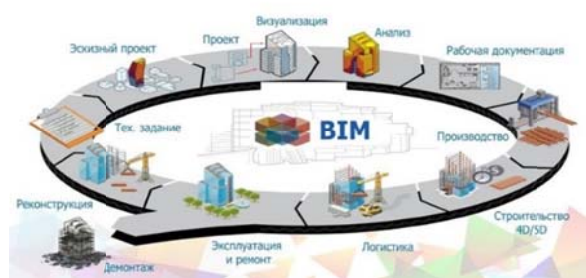 Визуализация
Эскизный проект
Проект
Анализ
Рабочая документация
Тех. задание
BIM
Производство
Реконструкция
Строительство
4D/5D
Эксплуатация
и ремонт
Логистика
Демонтаж